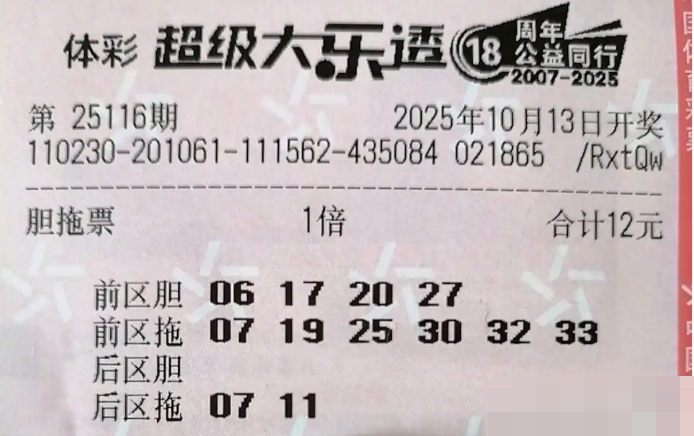 体彩 超级大乐透 18周年 公益同行 2007-2025
第 25116期 2025年10月13日开奖
110230-201061-111562-435084 021865 /RxtQw
胆拖票 1倍 合计12元
前区胆 06 17 20 27
前区拖 07 19 25 30 32 33
后区胆
后区拖 07 11